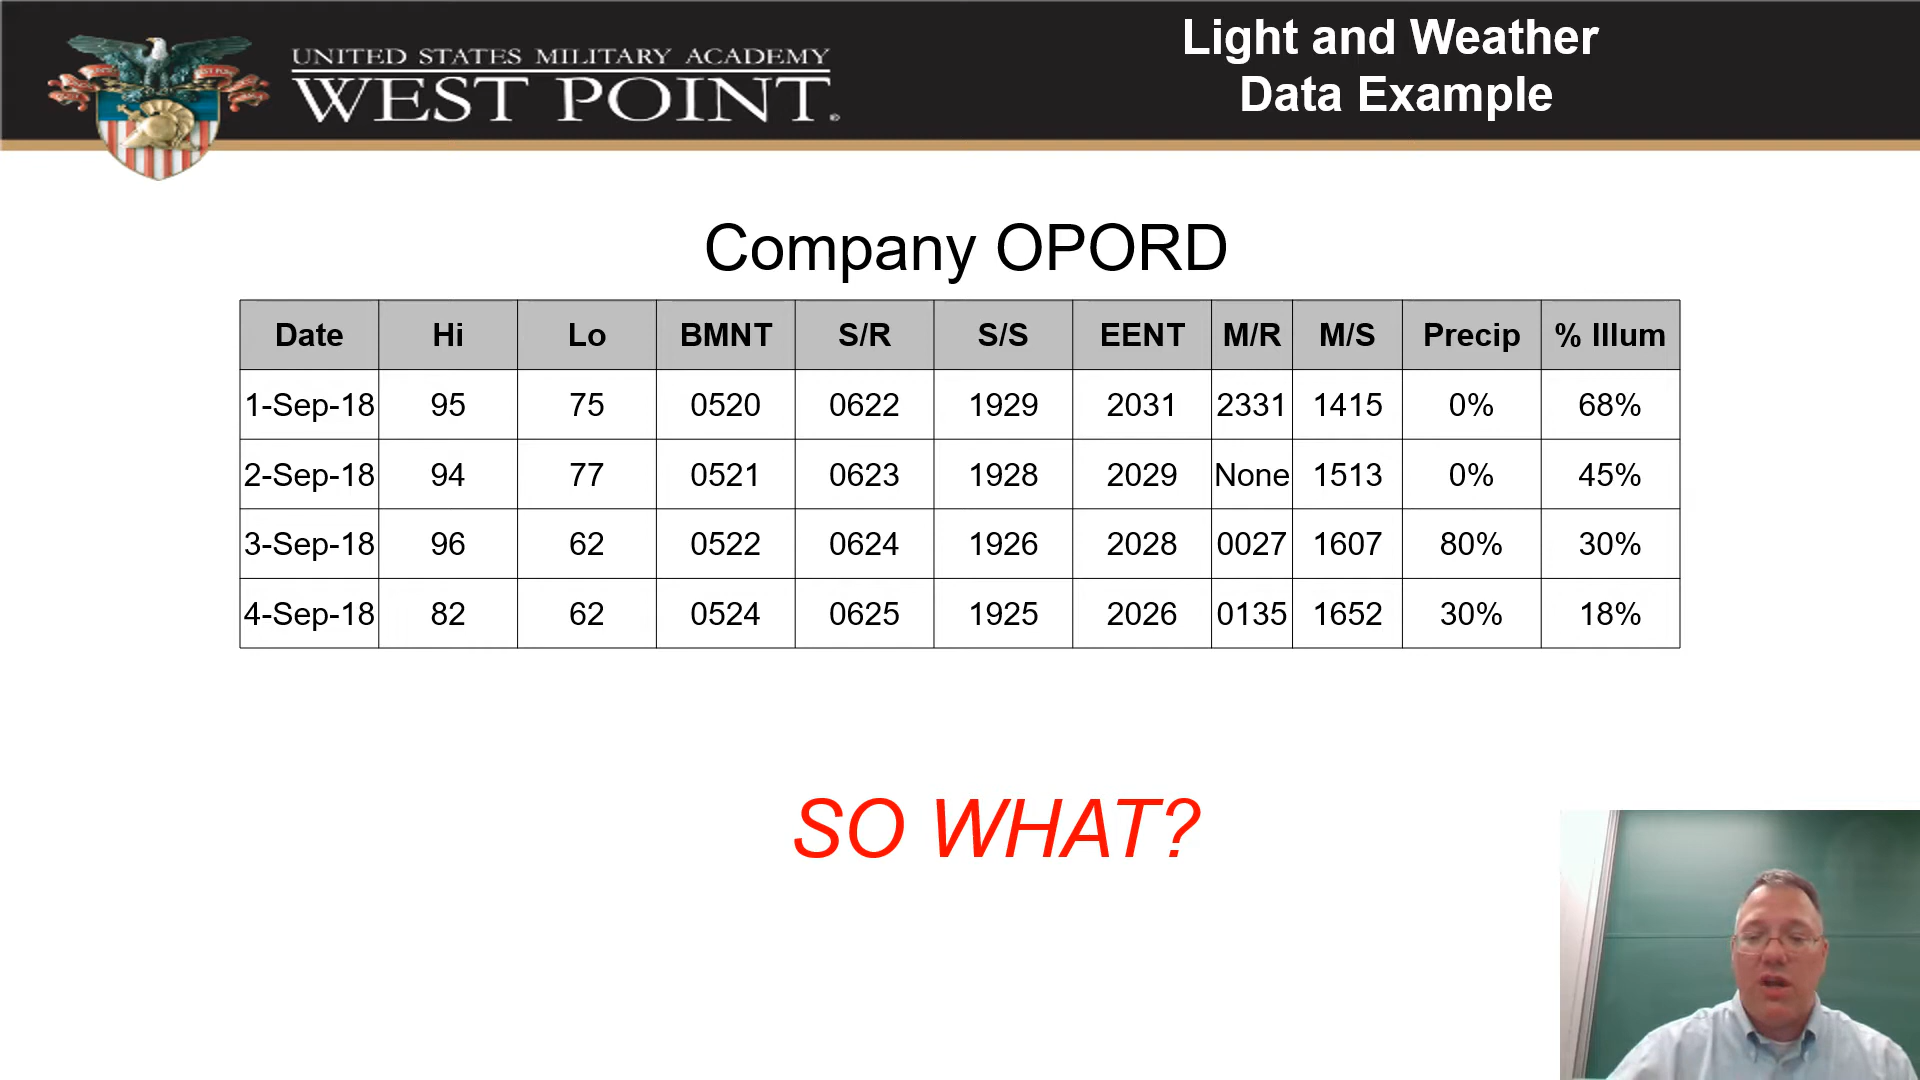 UNITED STATES MILITARY ACADEMY
WEST POINT.
Light and Weather
Data Example
Company OPORD
Date Hi Lo BMNT S/R S/S EENT M/R M/S Precip % Illum
1-Sep-18 95 75 0520 0622 1929 2031 2331 1415 0% 68%
2-Sep-18 94 77 0521 0623 1928 2029 None 1513 0% 45%
3-Sep-18 96 62 0522 0624 1926 2028 0027 1607 80% 30%
4-Sep-18 82 62 0524 0625 1925 2026 0135 1652 30% 18%
SO WHAT?